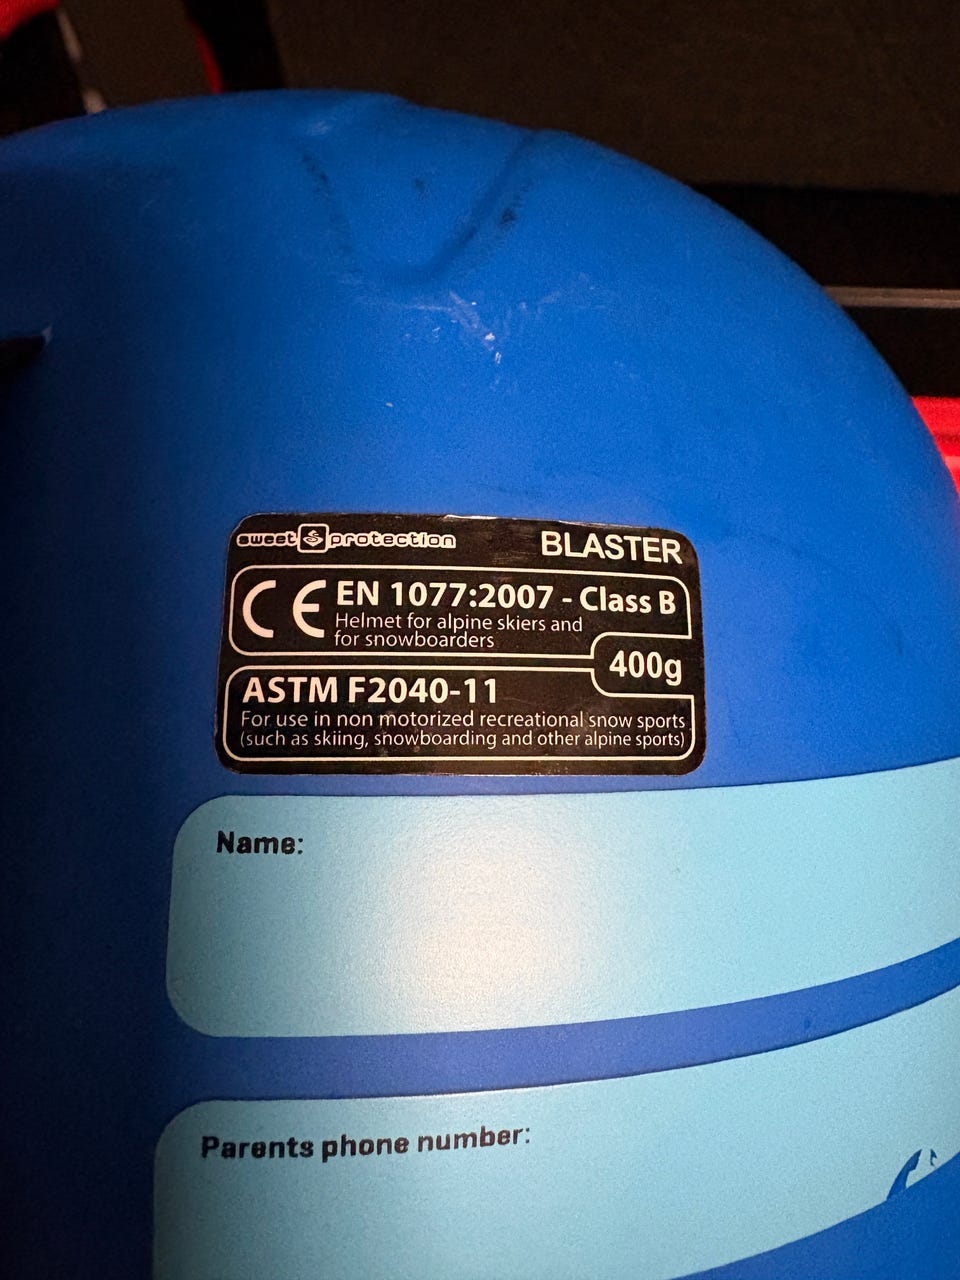 sweet protection BLASTER
CE EN 1077:2007 - Class B
Helmet for alpine skiers and
for snowboarders
400g
ASTM F2040-11
For use in non motorized recreational snow sports
(such as skiing, snowboarding and other alpine sports)
Name:
Parents phone number: